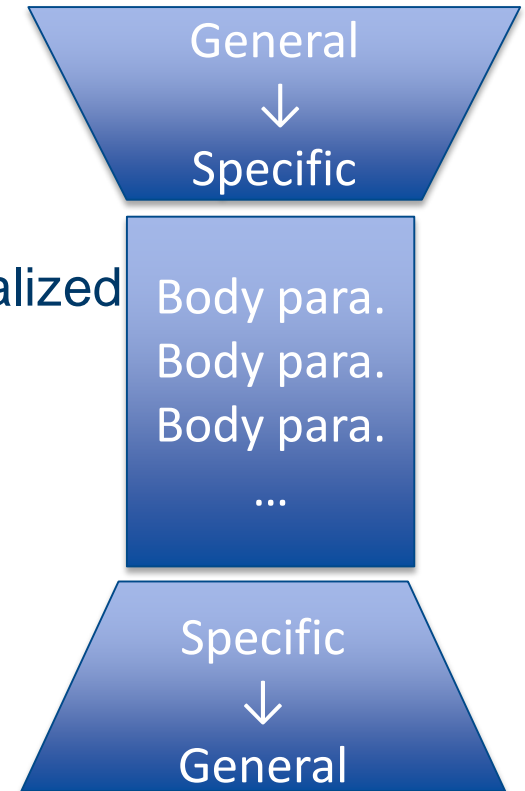 General
↓
Specific
alized
Body para.
Body para.
Body para.
...
Specific
↓
General